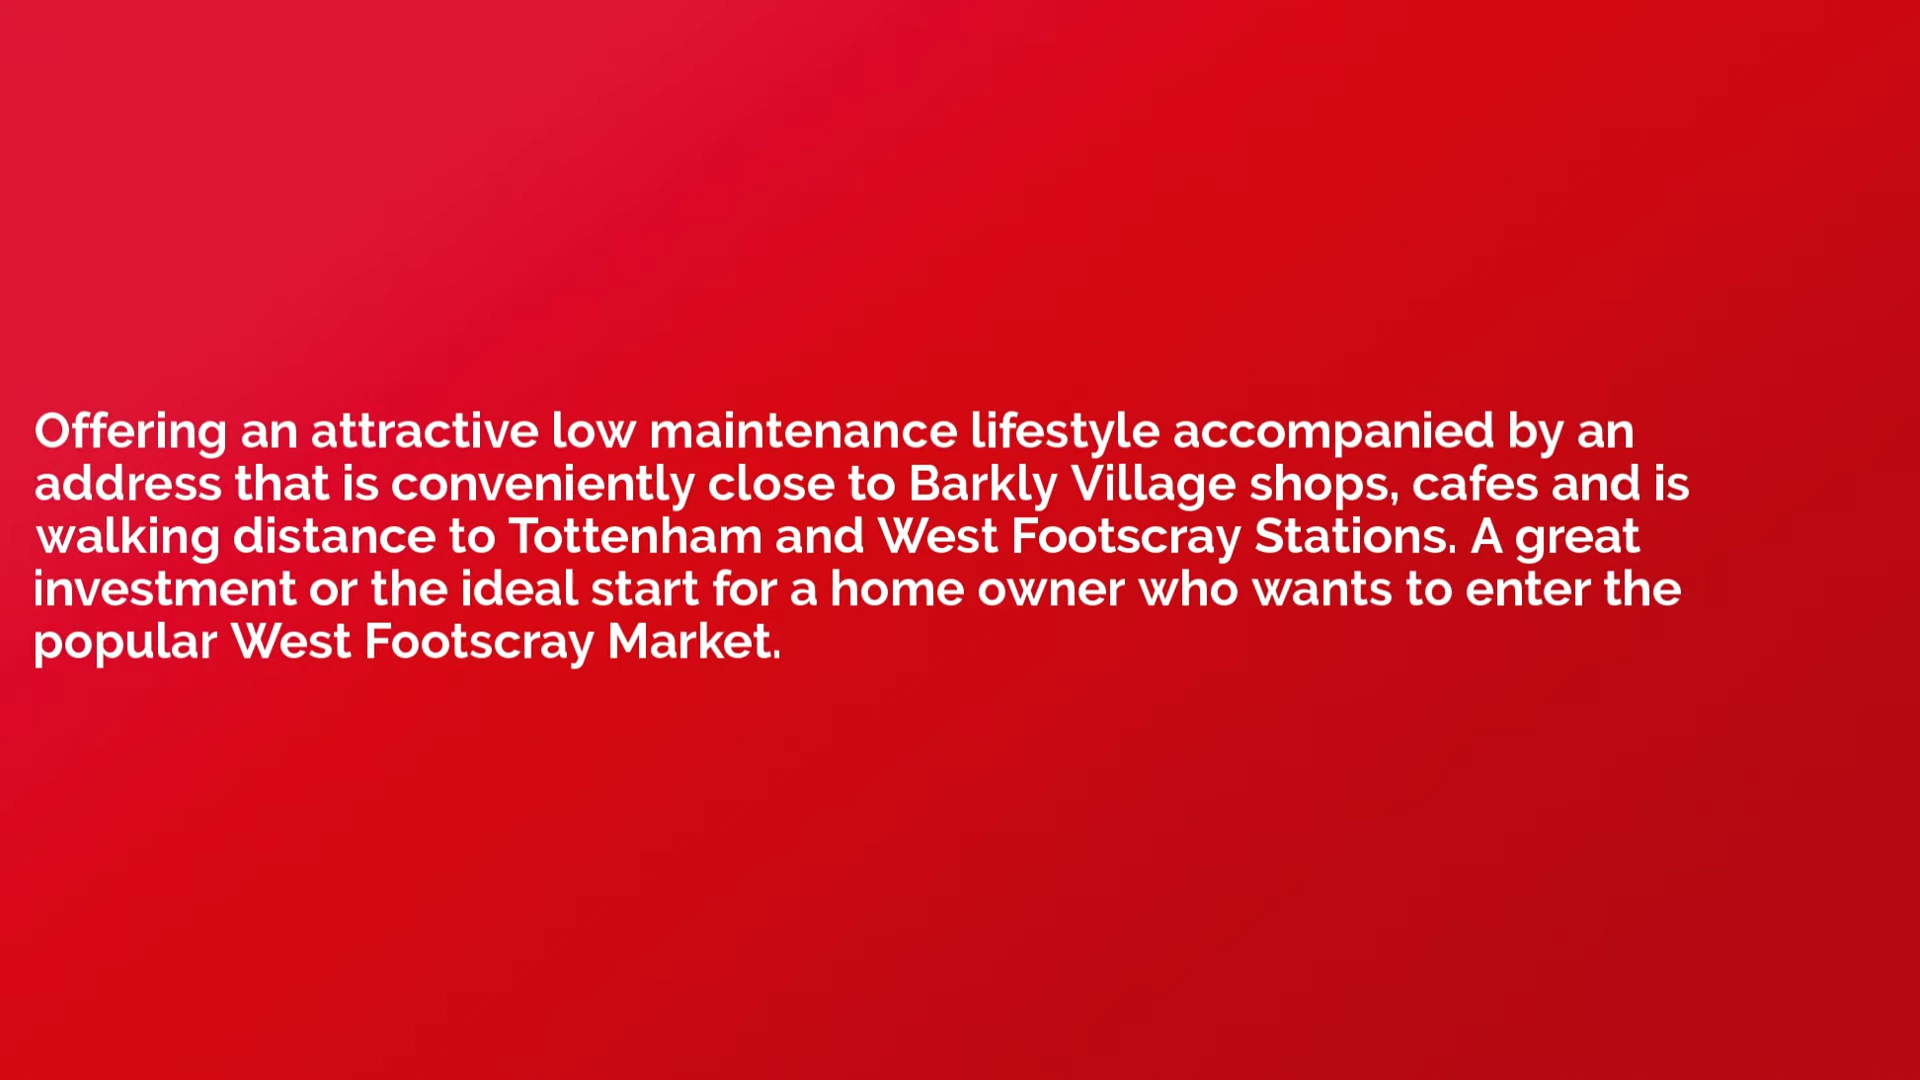 Offering an attractive low maintenance lifestyle accompanied by an
address that is conveniently close to Barkly Village shops, cafes and is
walking distance to Tottenham and West Footscray Stations. A great
investment or the ideal start for a home owner who wants to enter the
popular West Footscray Market.